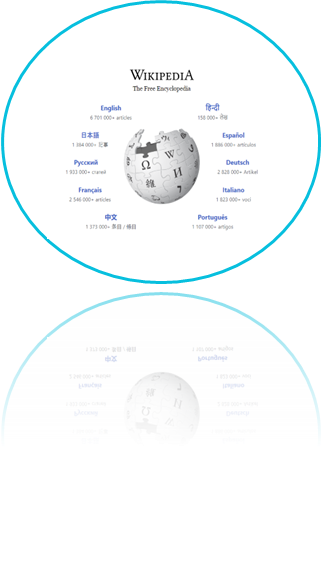 WIKIPEDIA
The Free Encyclopedia
English
6 701 000+ articles
हिन्दी
日本語
1 384 000+ 記事
Español
1 886 000+ artículos
Русский
1 933 000+ статей
Deutsch
2 828 000+ Artikel
Français
2 546 000+ articles
Italiano
1 823 000+ voci
中文
1 373 000+ 条目 / 條目
Português
1 107 000+ artigos